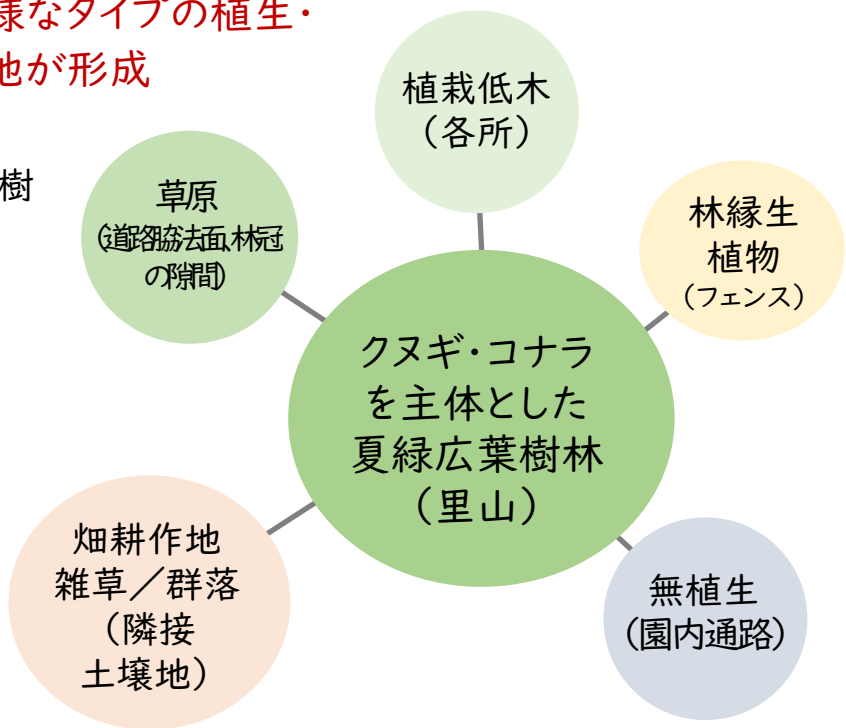 様なタイプの植生・
地が形成
樹
植栽低木
（各所）
草原
（道路脇法面、林冠
の隙間）
林縁生
植物
（フェンス）
クヌギ・コナラ
を主体とした
夏緑広葉樹林
（里山）
畑耕作地
雑草／群落
（隣接
土壌地）
無植生
（園内通路）